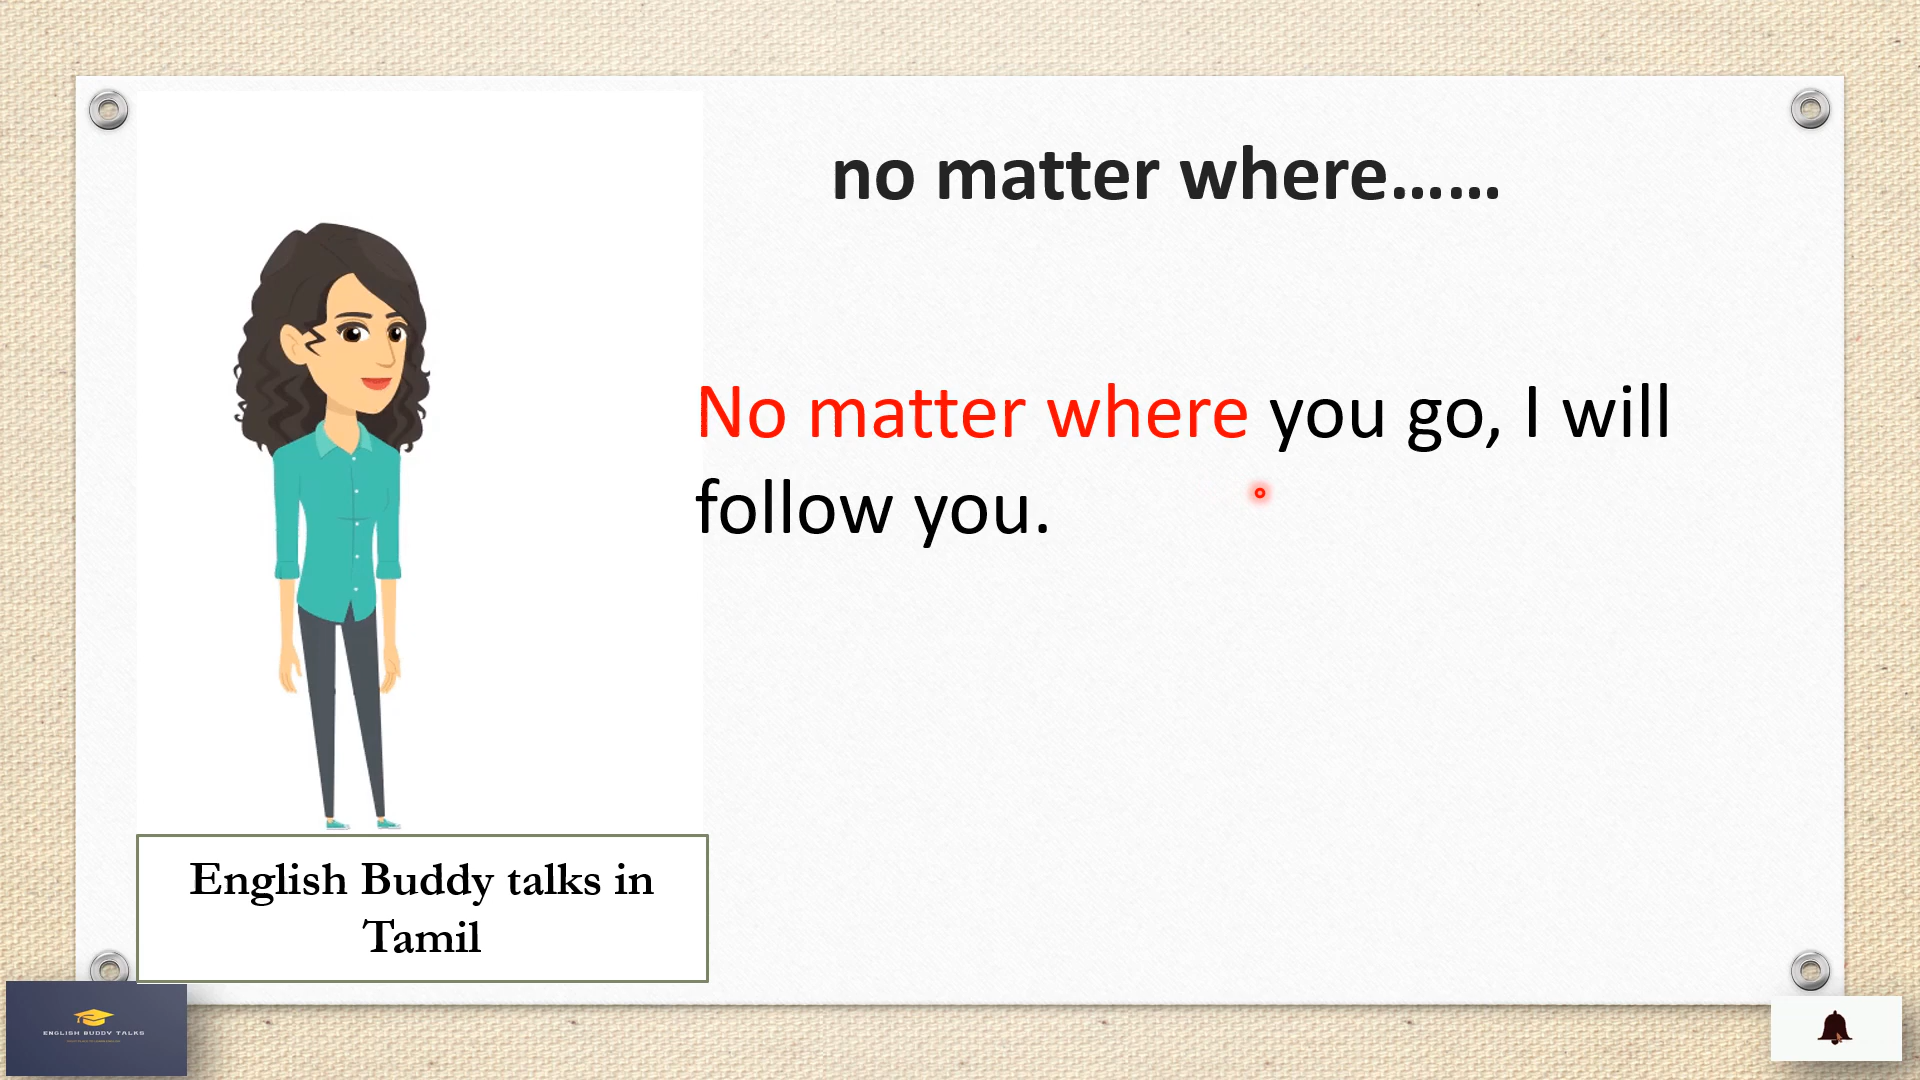 no matter where......
No matter where you go, I will
follow you.
English Buddy talks in
Tamil
ENGLISH BUDDY TALKS